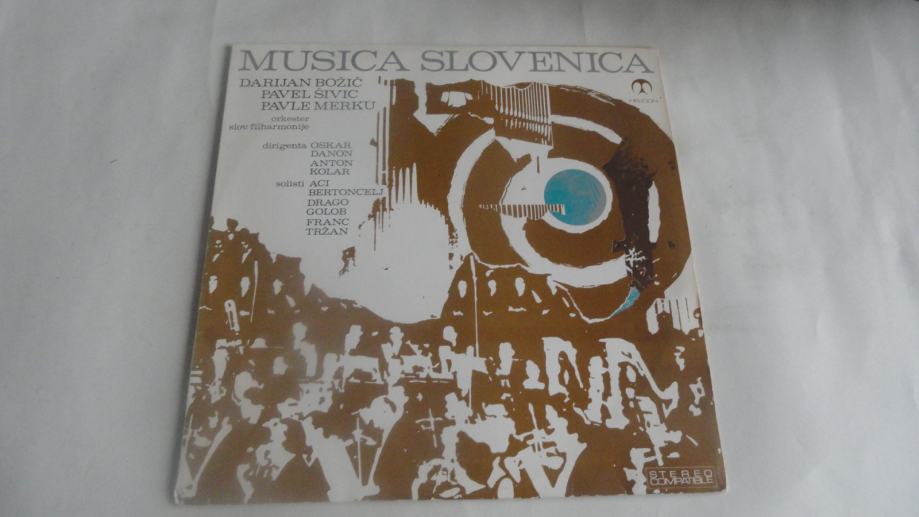 MUSICA SLOVENICA
DARIJAN BOŽIČ
PAVEL ŠIVIC
PAVLE MERKU
orkester
slov filharmonije
dirigenta OSKAR
DANON
ANTON
KOLAR
solisti ACI
BERTONCELJ
DRAGO
GOLOB
FRANC
TRŽAN
HELIDON
STEREO
COMPATIBLE